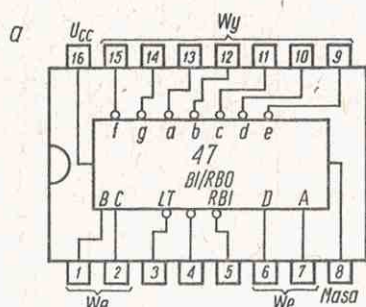 a
Wy
Ucc
16 15 14 13 12 11 10 9
f g a b c d e
47
BI/RBO
B C LT RBI D A
1 2 3 4 5 6 7 8
We We Masa